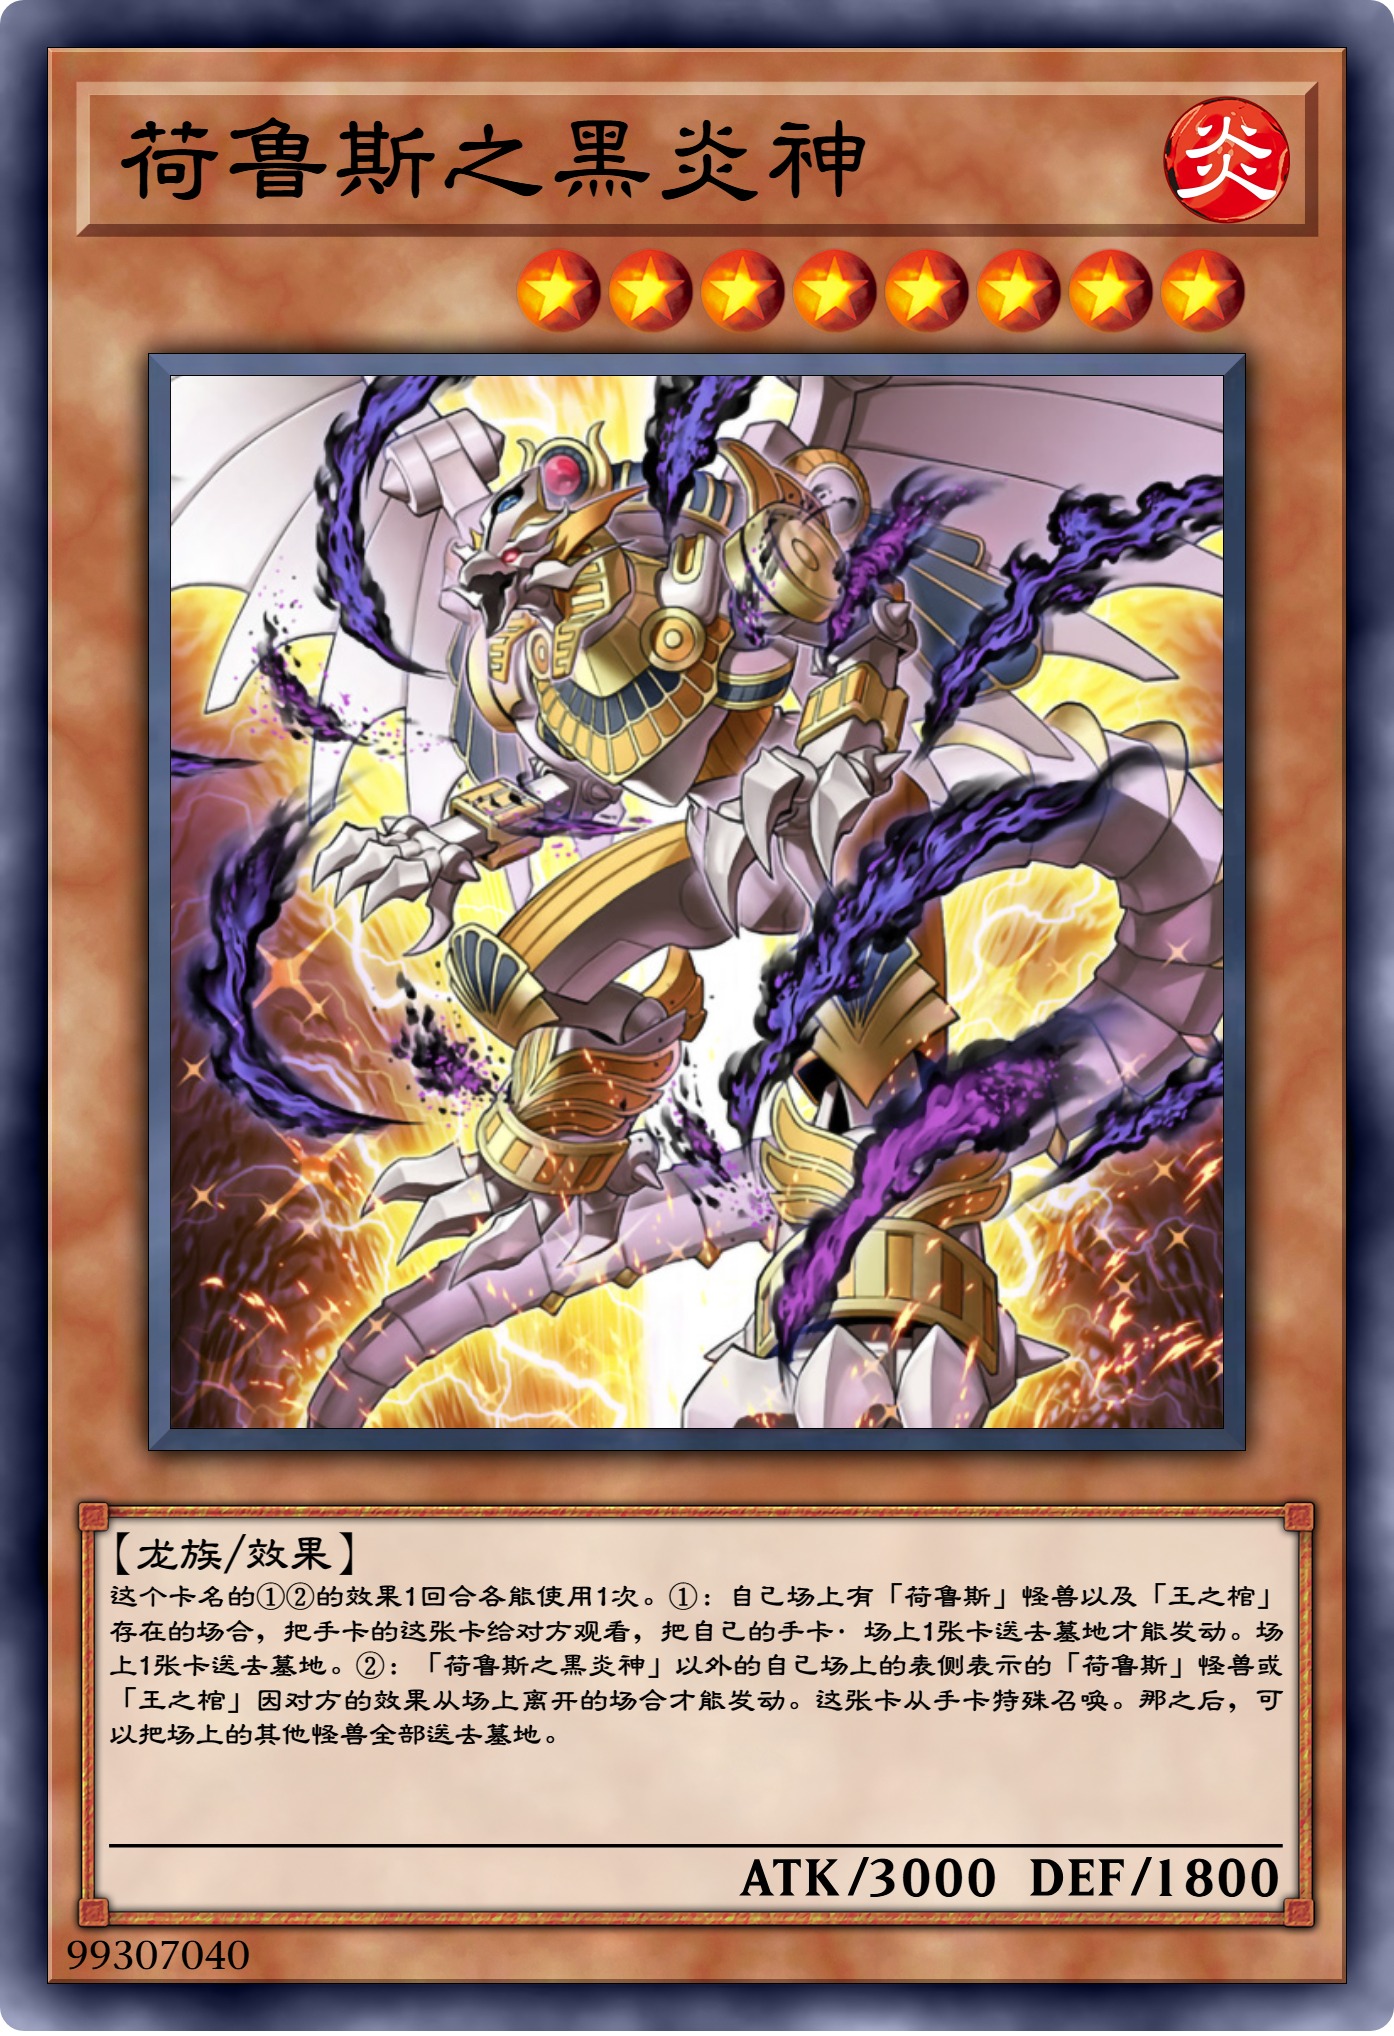 荷鲁斯之黑炎神
炎
【龙族/效果】
这个卡名的①②的效果1回合各能使用1次。①：自己场上有「荷鲁斯」怪兽以及「王之棺」
存在的场合，把手卡的这张卡给对方观看，把自己的手卡·场上1张卡送去墓地才能发动。场
上1张卡送去墓地。②：「荷鲁斯之黑炎神」以外的自己场上的表侧表示的「荷鲁斯」怪兽或
「王之棺」因对方的效果从场上离开的场合才能发动。这张卡从手卡特殊召唤。那之后，可
以把场上的其他怪兽全部送去墓地。
ATK/3000 DEF/1800
99307040